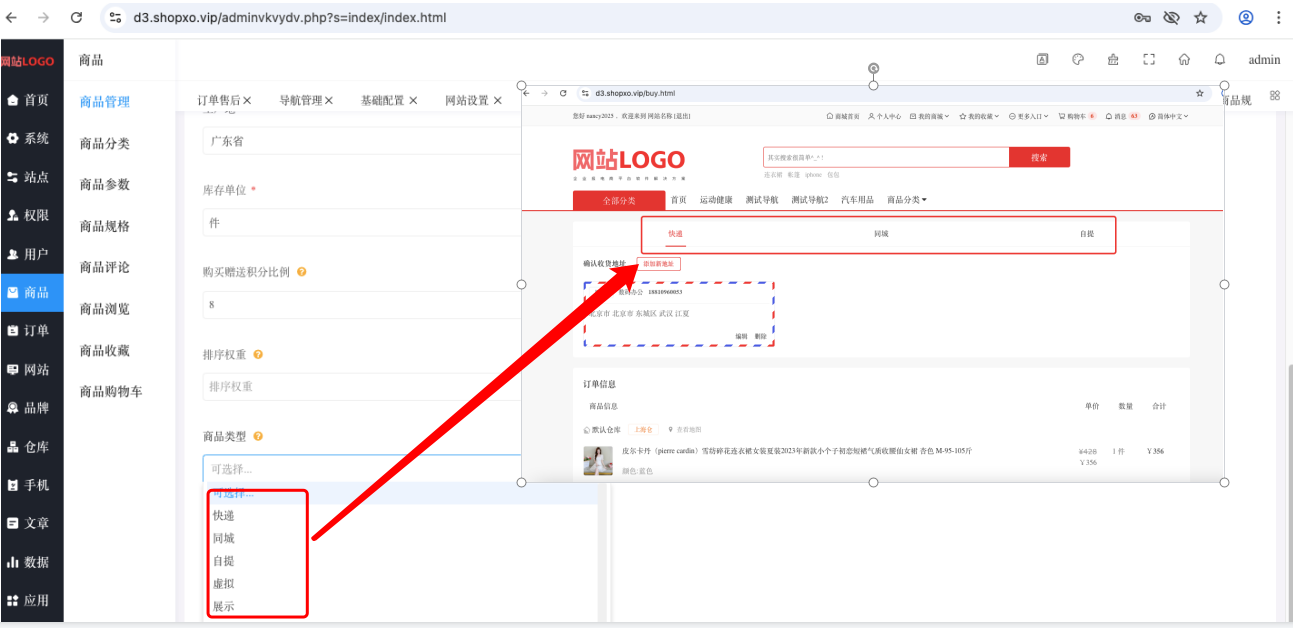 d3.shopxo.vip/adminvkvydv.php?s=index/index.html
网站LOGO
商品
admin
首页
系统
站点
权限
用户
商品
订单
网站
品牌
仓库
手机
文章
数据
应用
商品管理
商品分类
商品参数
商品规格
商品评论
商品浏览
商品收藏
商品购物车
订单售后× 导航管理× 基础配置× 网站设置×
商品规
广东省
库存单位 *
件
购买赠送积分比例
8
排序权重
排序权重
商品类型
可选择...
可选择...
快递
同城
自提
虚拟
展示
d3.shopxo.vip/buy.html
您好 nancy2025 ，欢迎来到 网站名称 [退出]
商城首页 个人中心 我的商城 我的收藏 更多入口 购物车 6 消息 63 简体中文
网站LOGO
其实搜索很简单^_^ !
搜索
连衣裙 帐篷 iphone 包包
全部分类 首页 运动健康 测试导航 测试导航2 汽车用品 商品分类
快递 同城 自提
确认收货地址 添加新地址
18810960053
北京市 北京市 东城区 武汉 江夏
编辑 删除
订单信息
商品信息 单价 数量 合计
默认仓库 上海仓 查看地图
皮尔卡丹（pierre cardin）雪纺碎花连衣裙女装夏装2023年新款小个子初恋短裙气质收腰仙女裙 杏色 M-95-105斤
¥428 1 件 ¥ 356
¥ 356
颜色:蓝色